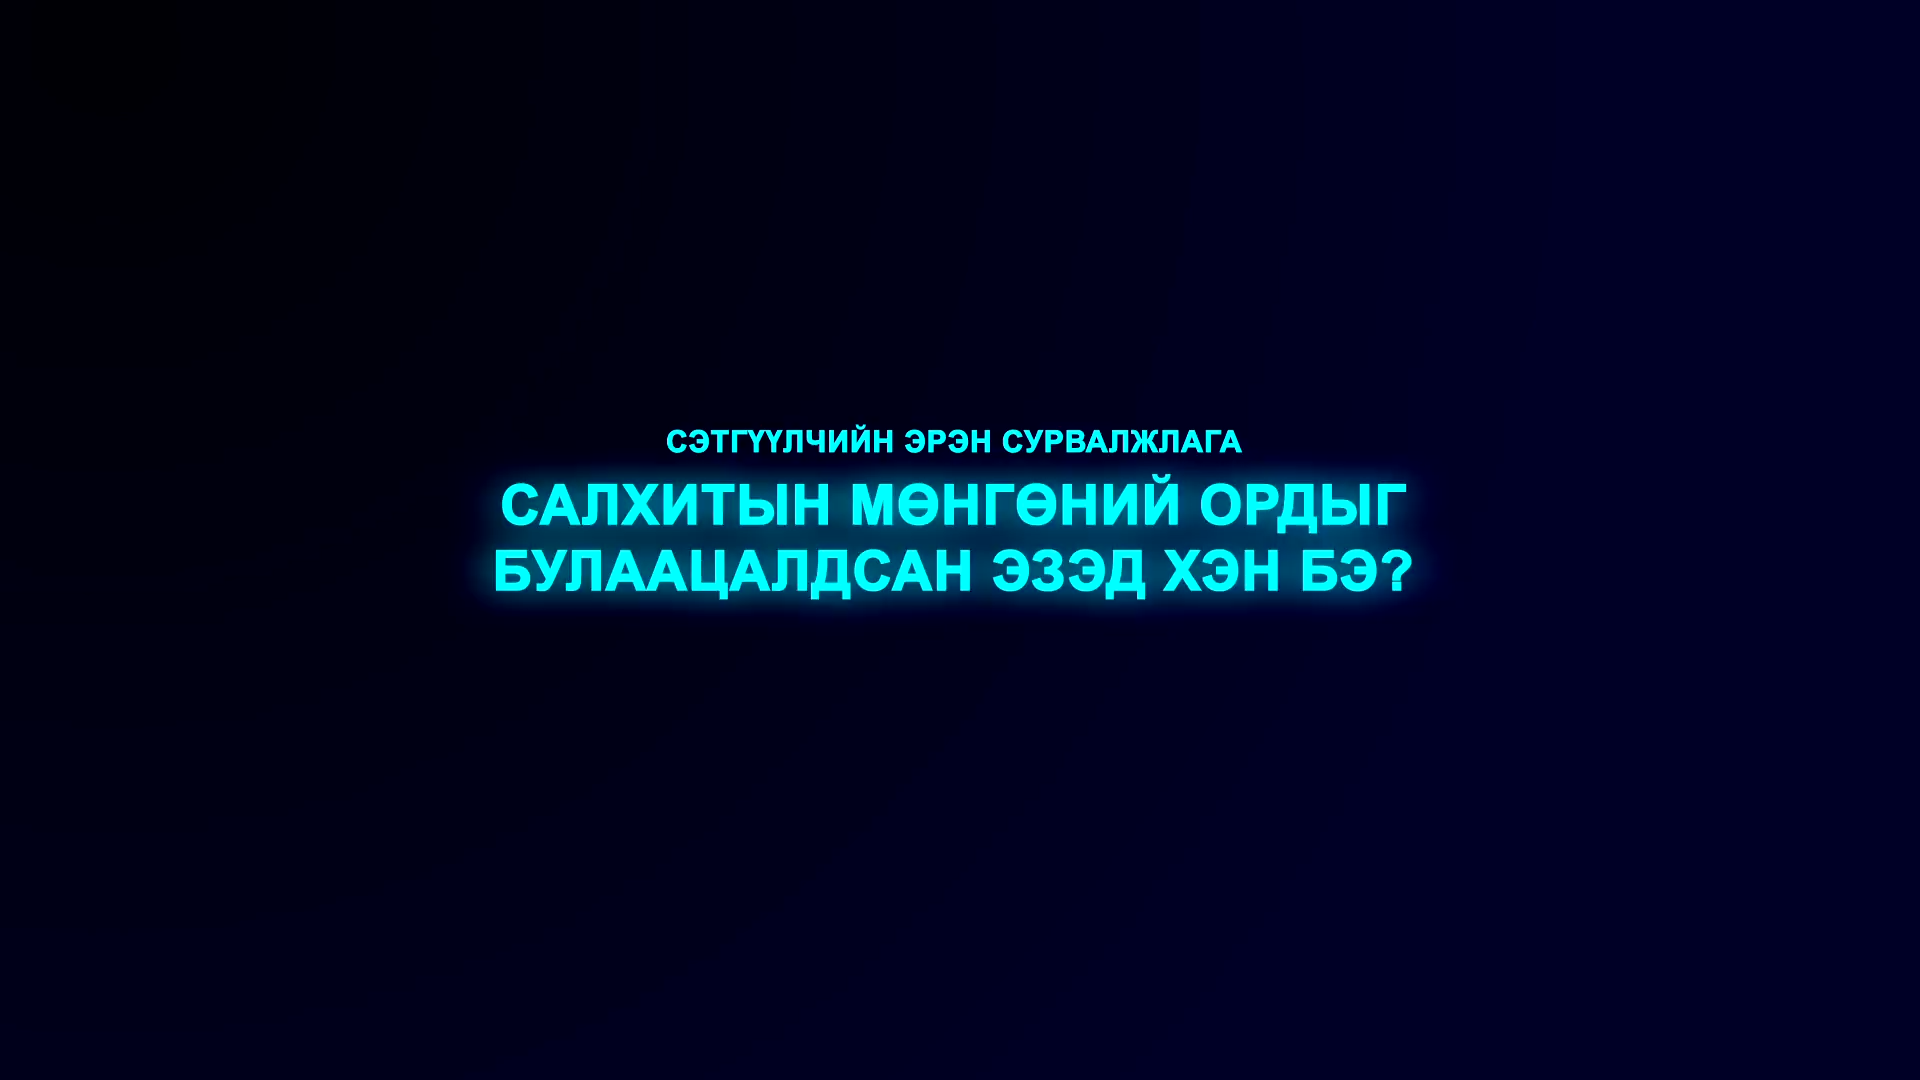 СЭТГҮҮЛЧИЙН ЭРЭН СУРВАЛЖЛАГА
САЛХИТЫН МӨНГӨНИЙ ОРДЫГ
БУЛААЦАЛДСАН ЭЗЭД ХЭН БЭ?